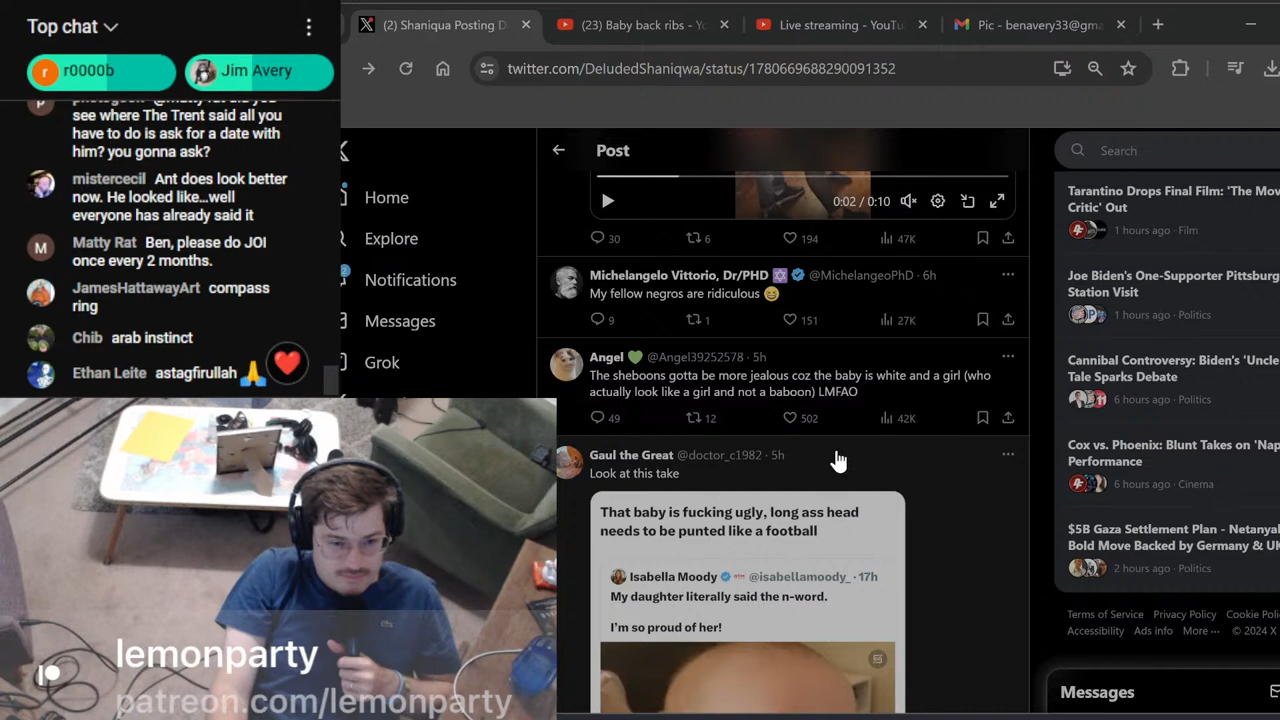 Top chat
r0000b
Jim Avery
see where The Trent said all you
have to do is ask for a date with
him? you gonna ask?
mistercecil Ant does look better
now. He looked like...well
everyone has already said it
M
Matty Rat Ben, please do JOI
once every 2 months.
JamesHattawayArt compass
ring
Chib arab instinct
Ethan Leite astagfirullah
(2) Shaniqua Posting D
(23) Baby back ribs - Yo
Live streaming - YouTu
Pic - benavery33@gma
twitter.com/DeludedShaniqwa/status/1780669688290091352
Home
Explore
2
Notifications
Messages
Grok
Post
0:02 / 0:10
30 6 194 47K
Michelangelo Vittorio, Dr/PHD @MichelangeoPhD · 6h
My fellow negros are ridiculous
9 1 151 27K
Angel @Angel39252578 · 5h
The sheboons gotta be more jealous coz the baby is white and a girl (who
actually look like a girl and not a baboon) LMFAO
49 12 502 42K
Gaul the Great @doctor_c1982 · 5h
Look at this take
That baby is fucking ugly, long ass head
needs to be punted like a football
Isabella Moody @isabellamoody_ · 17h
My daughter literally said the n-word.
I'm so proud of her!
Search
Tarantino Drops Final Film: 'The Mov
Critic' Out
1 hours ago · Film
Joe Biden's One-Supporter Pittsburg
Station Visit
1 hours ago · Politics
Cannibal Controversy: Biden's 'Uncle
Tale Sparks Debate
6 hours ago · Politics
Cox vs. Phoenix: Blunt Takes on 'Nap
Performance
6 hours ago · Cinema
$5B Gaza Settlement Plan - Netanya
Bold Move Backed by Germany & UK
2 hours ago · Politics
Terms of Service Privacy Policy Cookie Poli
Accessibility Ads info More ··· © 2024 X
Messages
lemonparty
patreon.com/lemonparty